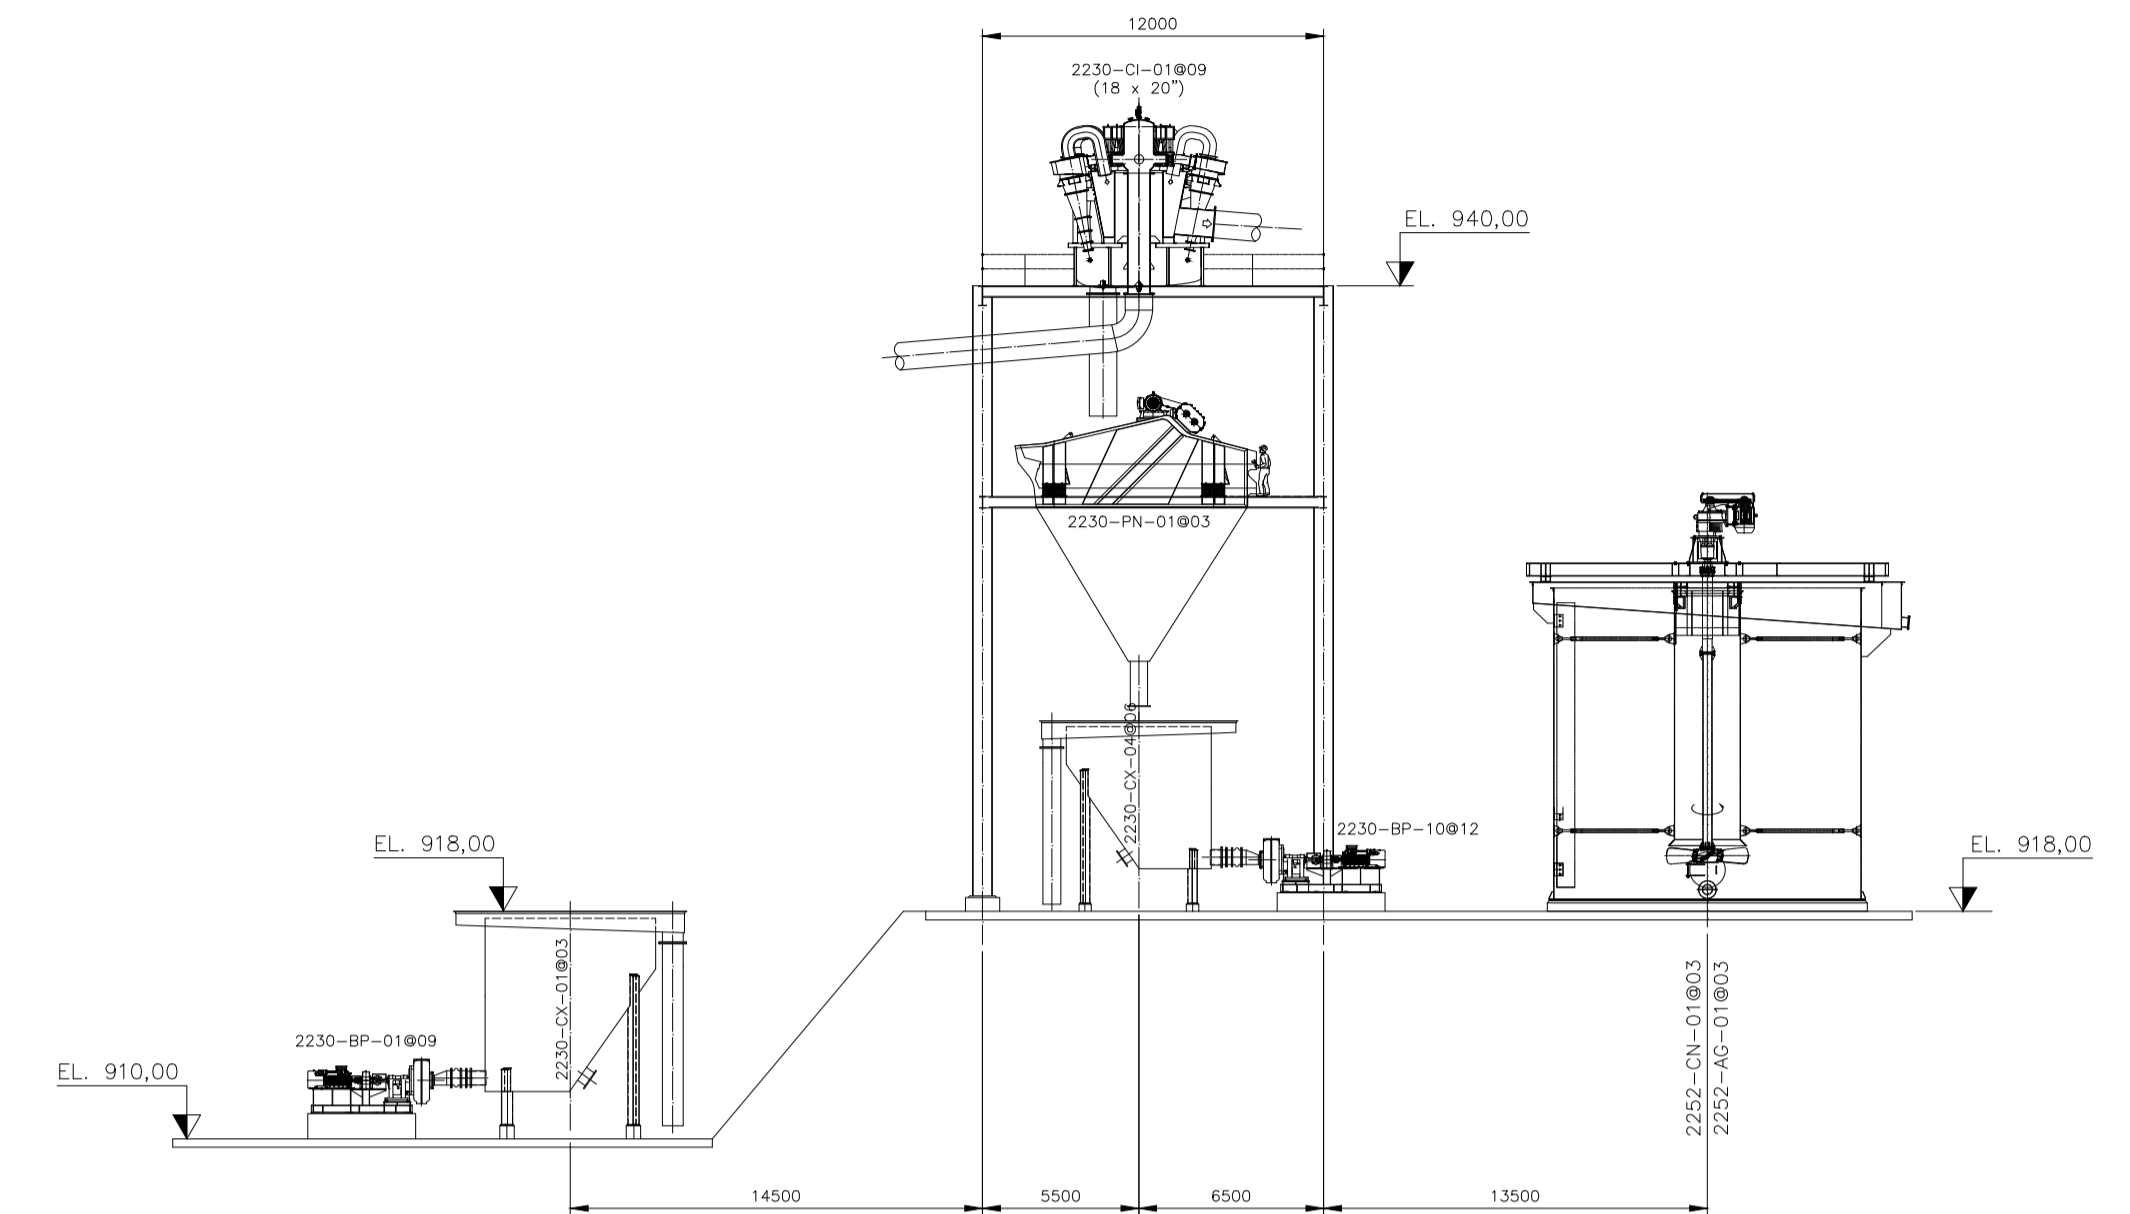 12000
2230-CI-01@09
(18 x 20")
EL. 940,00
2230-PN-01@03
2230-CX-04@06
2230-BP-10@12
EL. 918,00
EL. 918,00
2230-CX-01@03
2230-BP-01@09
EL. 910,00
2252-CN-01@03
2252-AG-01@03
14500
5500
6500
13500